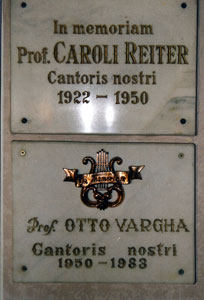 In memoriam
Prof. CAROLI REITER
Cantoris nostri
1922 – 1950
Prof. OTTO VARGHA
Cantoris nostri
1950 – 1983